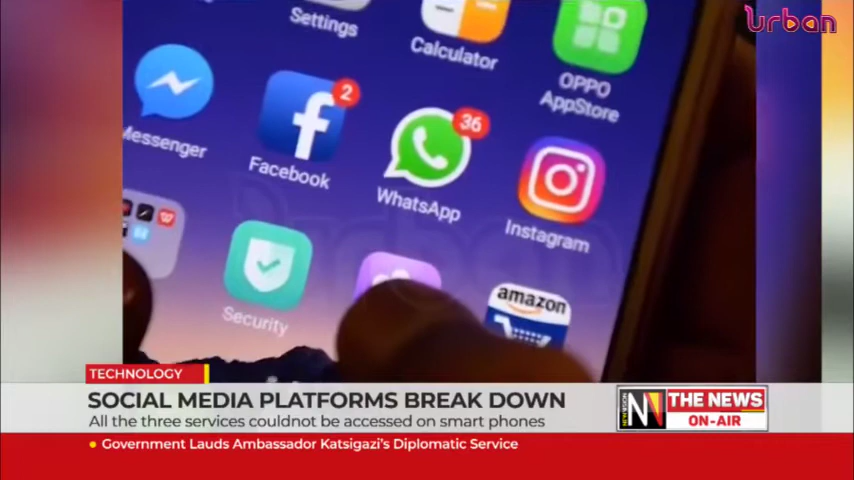 Urban
Settings
Calculator
OPPO
AppStore
Messenger
2
Facebook
36
WhatsApp
Instagram
Security
amazon
TECHNOLOGY
SOCIAL MEDIA PLATFORMS BREAK DOWN
All the three services couldnot be accessed on smart phones
NEW VISION
THE NEWS
ON-AIR
Government Lauds Ambassador Katsigazi's Diplomatic Service